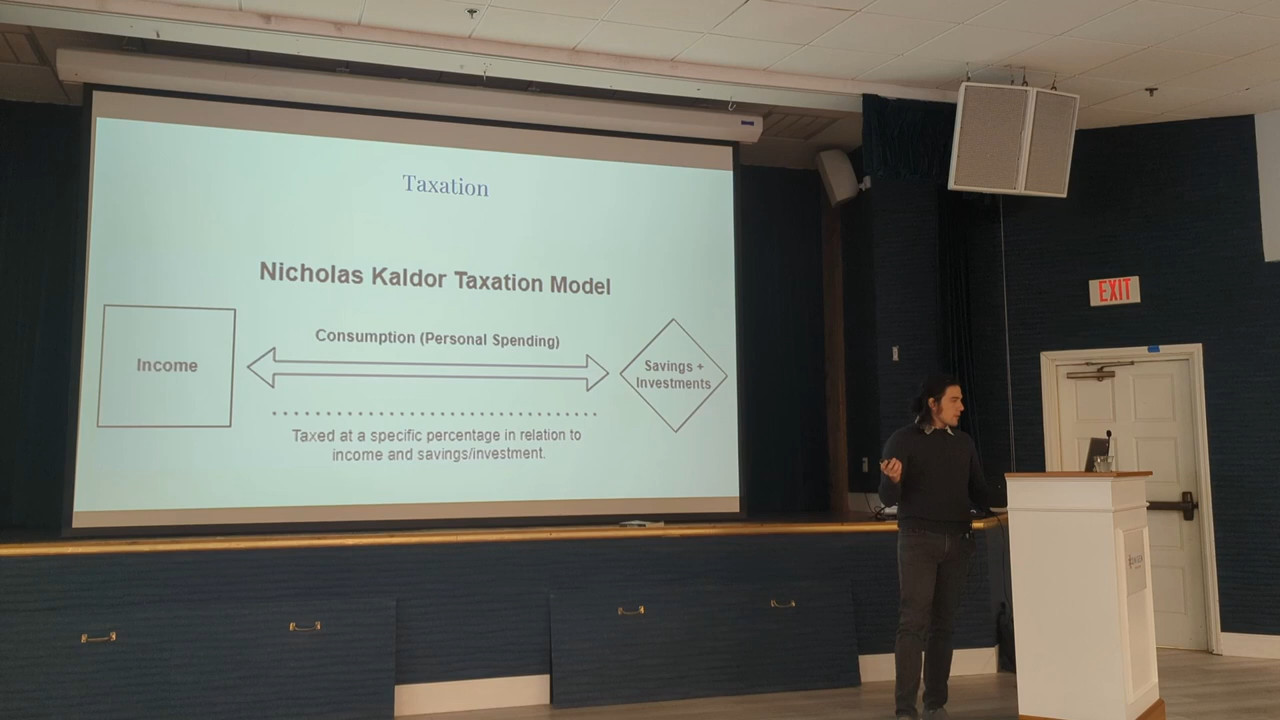 Taxation
Nicholas Kaldor Taxation Model
Consumption (Personal Spending)
Income
Savings +
Investments
Taxed at a specific percentage in relation to
income and savings/investment.
EXIT